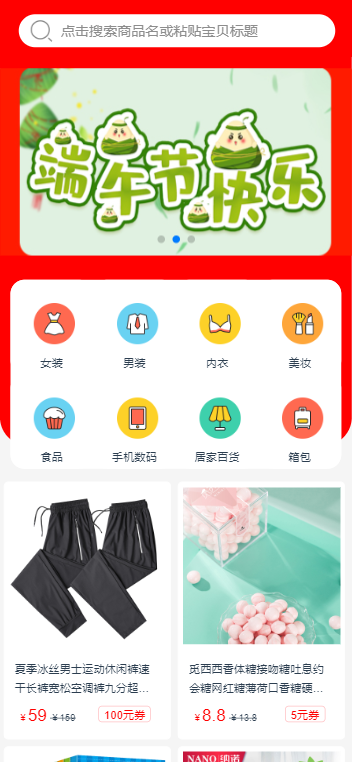 点击搜索商品名或粘贴宝贝标题
端午节快乐
女装 男装 内衣 美妆
食品 手机数码 居家百货 箱包
夏季冰丝男士运动休闲裤速
干长裤宽松空调裤九分超...
¥59 ¥159 100元券
觅西西香体糖接吻糖吐息约
会糖网红糖薄荷口香糖硬...
¥8.8 ¥13.8 5元券
NANO 纳诺